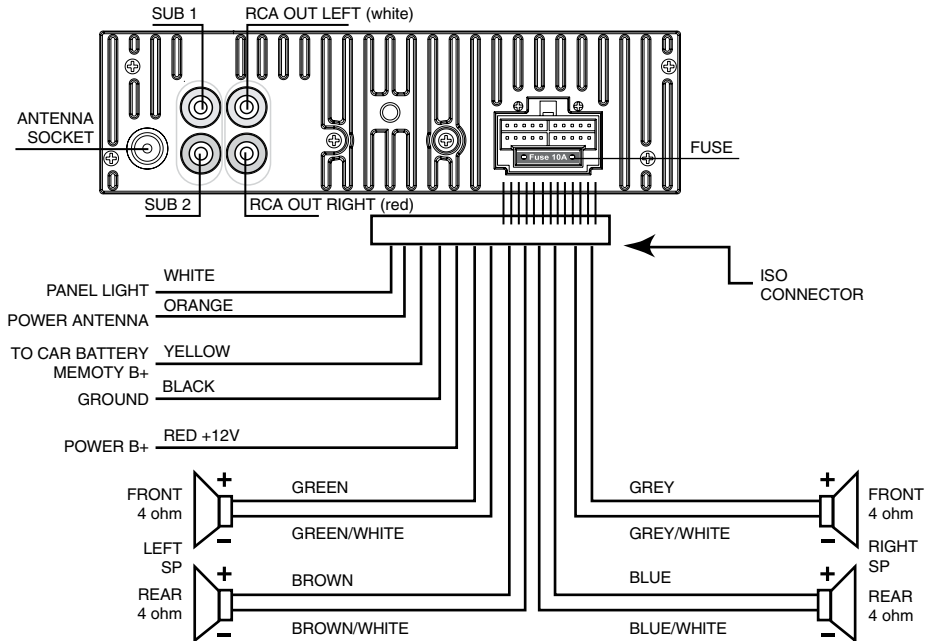 SUB 1
RCA OUT LEFT (white)
ANTENNA
SOCKET
Fuse 10A
FUSE
SUB 2
RCA OUT RIGHT (red)
ISO
CONNECTOR
PANEL LIGHT
WHITE
POWER ANTENNA
ORANGE
TO CAR BATTERY
MEMOTY B+
YELLOW
GROUND
BLACK
POWER B+
RED +12V
FRONT
4 ohm
+
-
GREEN
GREEN/WHITE
GREY
GREY/WHITE
+
-
FRONT
4 ohm
LEFT
SP
RIGHT
SP
REAR
4 ohm
+
-
BROWN
BROWN/WHITE
BLUE
BLUE/WHITE
+
-
REAR
4 ohm